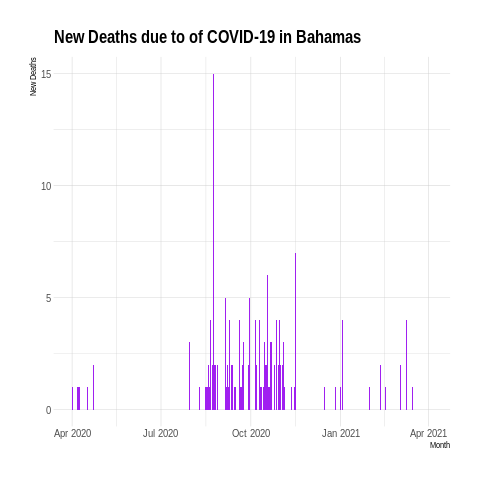 New Deaths due to of COVID-19 in Bahamas
New Deaths
15
10
5
0
Apr 2020 Jul 2020 Oct 2020 Jan 2021 Apr 2021
Month